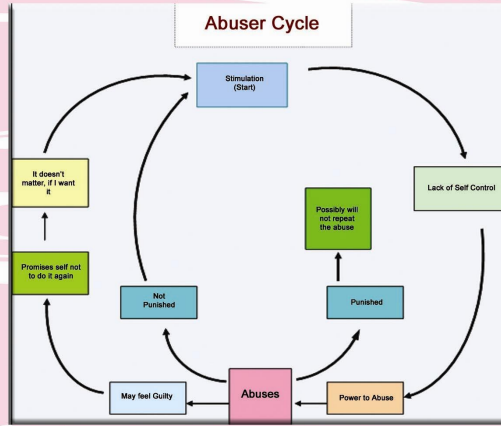 Abuser Cycle
Stimulation
(Start)
It doesn't
matter, if I want
it
Lack of Self Control
Possibly will
not repeat
the abuse
Promises self not
to do it again
Not
Punished
Punished
May feel Guilty
Abuses
Power to Abuse